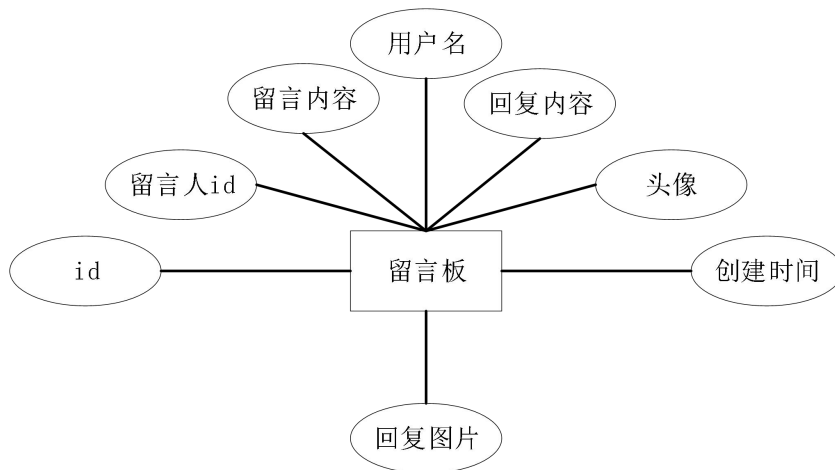 用户名
留言内容
回复内容
留言人id
头像
id
留言板
创建时间
回复图片